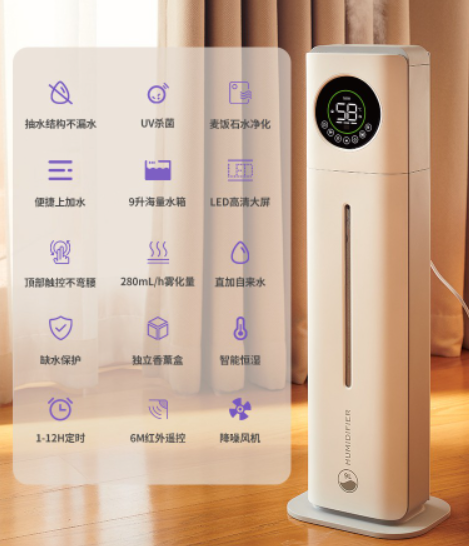 抽水结构不漏水
UV杀菌
麦饭石水净化
便捷上加水
9升海量水箱
LED高清大屏
顶部触控不弯腰
280mL/h雾化量
直加自来水
缺水保护
独立香薰盒
智能恒湿
1-12H定时
6M红外遥控
降噪风机
58
HUMIDIFIER